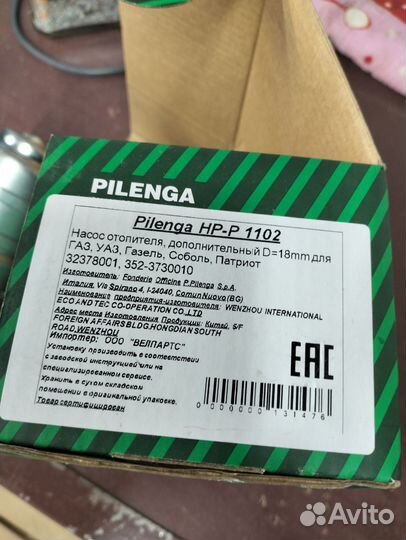 PILENGA
Pilenga HP-P 1102
Насос отопителя, дополнительный D=18mm для
ГАЗ, УАЗ, Газель, Соболь, Патриот
32378001, 352-3730010
Изготовитель: Fonderie Officine P.Pilenga S.p.A.
Италия, Via Spirano 4, I-24040, Comun Nuovo(BG)
Наименование предприятия-изготовителя: WENZHOU INTERNATIONAL
ECO AND TEC CO-OPERATION CO.,LTD
Адрес места Изготовления Продукции: Китай, 5/F
FOREIGN AFFAIRS BLDG,HONGDIAN SOUTH
ROAD,WENZHOU
Импортер: ООО "ВЕЛПАРТС"
Установку производить в соответствии
с заводской инструкцией или на
специализированном сервисе.
Хранить в сухом складском
помещении в оригинальной упаковке.
Товар сертифицирован
EAC
0 000000 131476
Avito